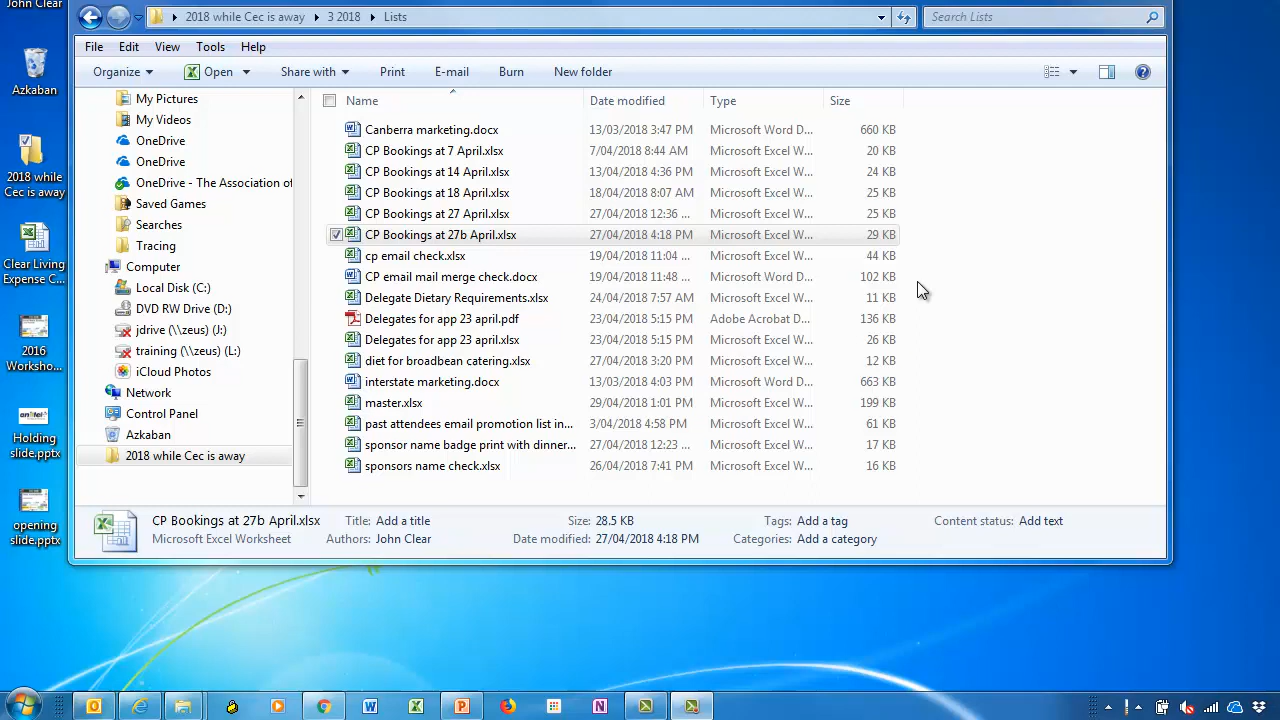 John Clear
Azkaban
2018 while
Cec is away
Clear Living
Expense C...
2016
Worksho...
Holding
slide.pptx
opening
slide.pptx
2018 while Cec is away
3 2018
Lists
Search Lists
File Edit View Tools Help
Organize Open Share with Print E-mail Burn New folder
My Pictures
My Videos
OneDrive
OneDrive
OneDrive - The Association of
Saved Games
Searches
Tracing
Computer
Local Disk (C:)
DVD RW Drive (D:)
jdrive (\\zeus) (J:)
training (\\zeus) (L:)
iCloud Photos
Network
Control Panel
Azkaban
2018 while Cec is away
Name Date modified Type Size
Canberra marketing.docx 13/03/2018 3:47 PM Microsoft Word D... 660 KB
CP Bookings at 7 April.xlsx 7/04/2018 8:44 AM Microsoft Excel W... 20 KB
CP Bookings at 14 April.xlsx 13/04/2018 4:36 PM Microsoft Excel W... 24 KB
CP Bookings at 18 April.xlsx 18/04/2018 8:07 AM Microsoft Excel W... 25 KB
CP Bookings at 27 April.xlsx 27/04/2018 12:36 ... Microsoft Excel W... 25 KB
CP Bookings at 27b April.xlsx 27/04/2018 4:18 PM Microsoft Excel W... 29 KB
cp email check.xlsx 19/04/2018 11:04 ... Microsoft Excel W... 44 KB
CP email mail merge check.docx 19/04/2018 11:48 ... Microsoft Word D... 102 KB
Delegate Dietary Requirements.xlsx 24/04/2018 7:57 AM Microsoft Excel W... 11 KB
Delegates for app 23 april.pdf 23/04/2018 5:15 PM Adobe Acrobat D... 136 KB
Delegates for app 23 april.xlsx 23/04/2018 5:15 PM Microsoft Excel W... 26 KB
diet for broadbean catering.xlsx 27/04/2018 3:20 PM Microsoft Excel W... 12 KB
interstate marketing.docx 13/03/2018 4:03 PM Microsoft Word D... 663 KB
master.xlsx 29/04/2018 1:01 PM Microsoft Excel W... 199 KB
past attendees email promotion list in... 3/04/2018 4:58 PM Microsoft Excel W... 61 KB
sponsor name badge print with dinner... 27/04/2018 12:23 ... Microsoft Excel W... 17 KB
sponsors name check.xlsx 26/04/2018 7:41 PM Microsoft Excel W... 16 KB
CP Bookings at 27b April.xlsx Title: Add a title Size: 28.5 KB Tags: Add a tag Content status: Add text
Microsoft Excel Worksheet Authors: John Clear Date modified: 27/04/2018 4:18 PM Categories: Add a category